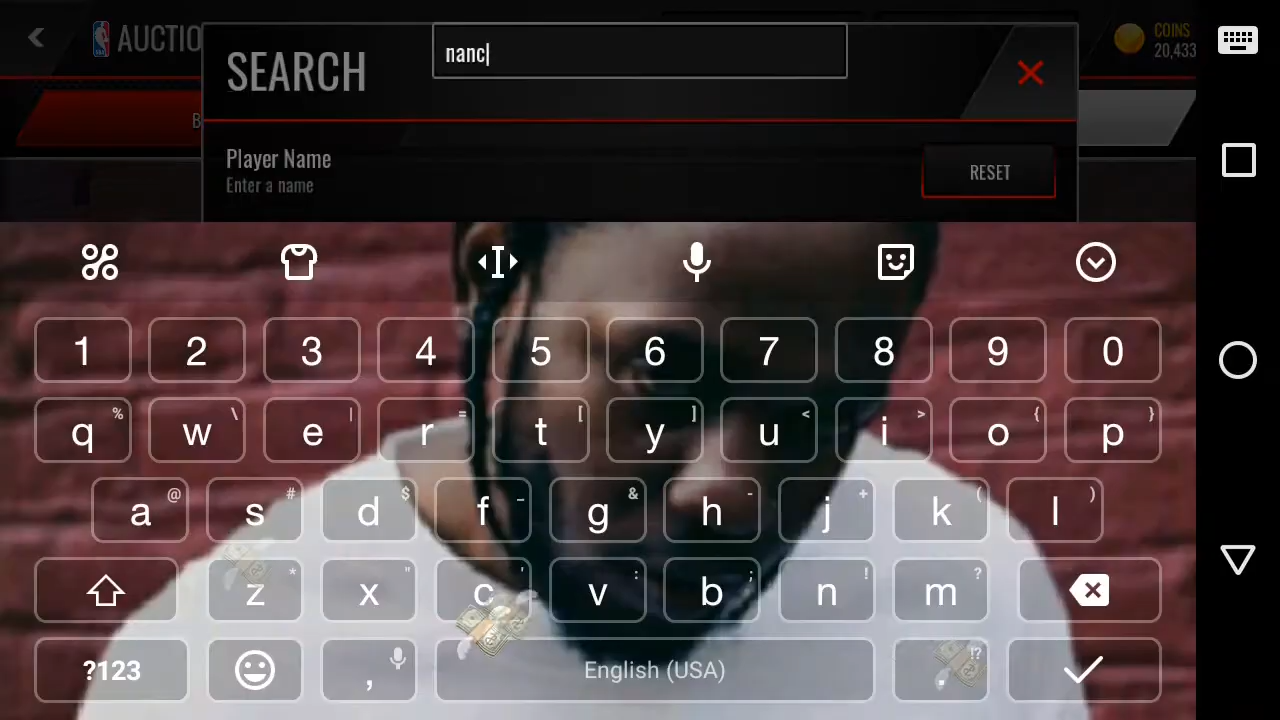 AUCTIO
SEARCH
nanc
COINS
20,433
B
Player Name
Enter a name
RESET
1 2 3 4 5 6 7 8 9 0
q % w \ e | r = t [ y ] u < i > o { p }
a @ s # d $ f _ g & h - j + k ( l )
z * x " c ' v : b ; n ! m ?
?123 , English (USA) . !?